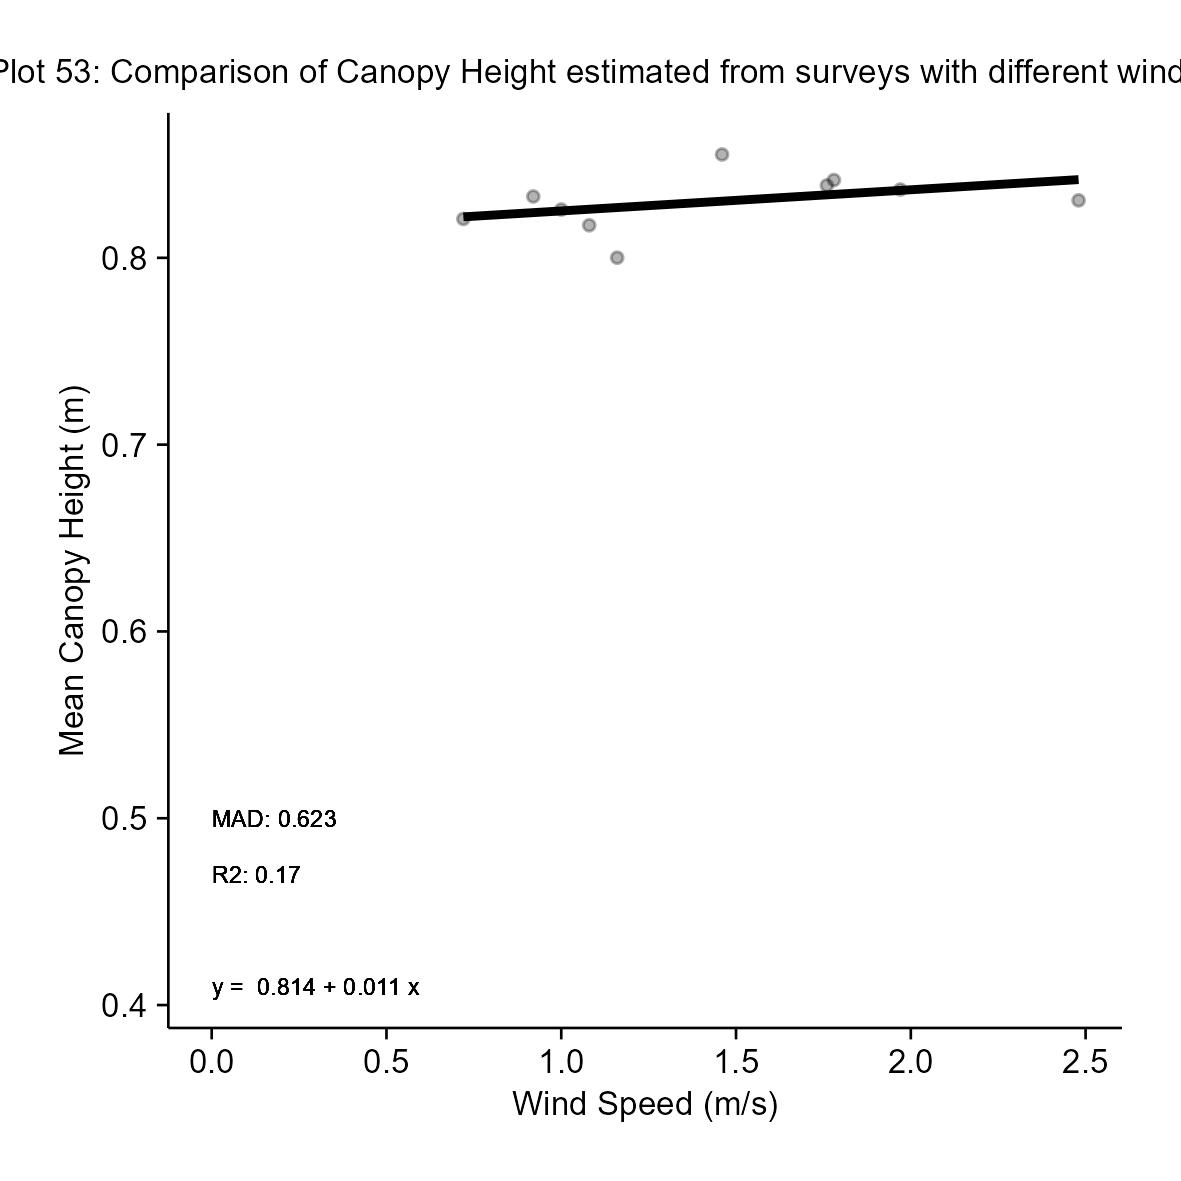 Plot 53: Comparison of Canopy Height estimated from surveys with different wind
0.8
0.7
0.6
0.5
0.4
Mean Canopy Height (m)
MAD: 0.623
R2: 0.17
y = 0.814 + 0.011 x
0.0 0.5 1.0 1.5 2.0 2.5
Wind Speed (m/s)